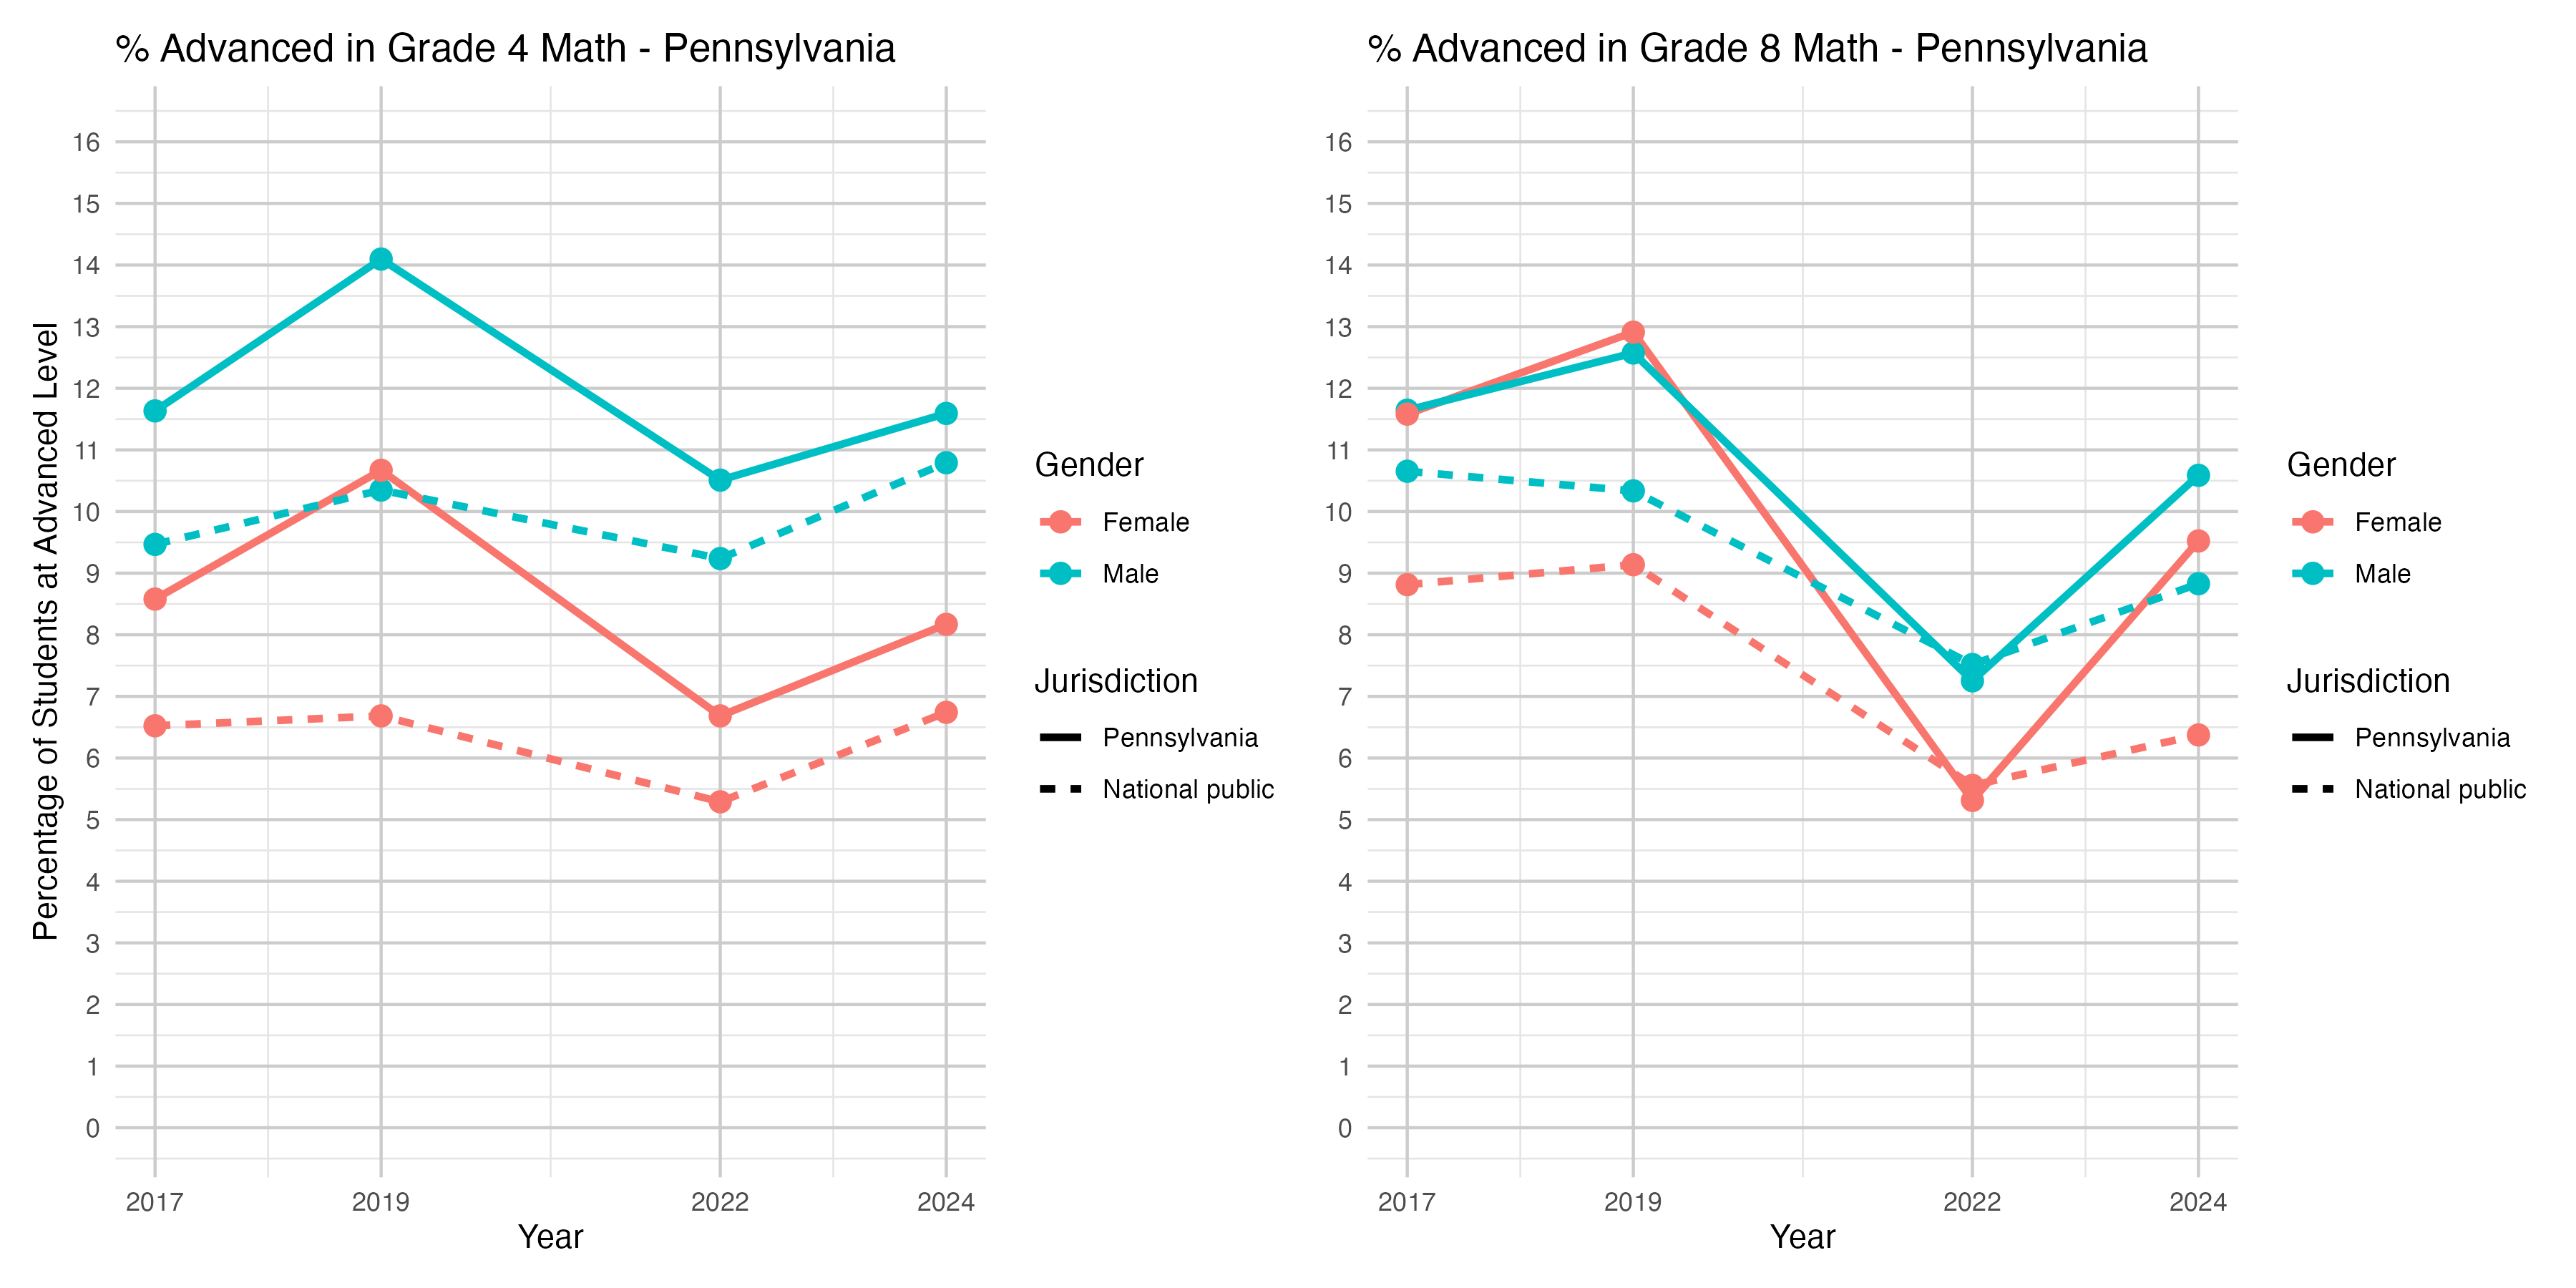 % Advanced in Grade 4 Math - Pennsylvania
Percentage of Students at Advanced Level
16
15
14
13
12
11
10
9
8
7
6
5
4
3
2
1
0
2017 2019 2022 2024
Year
Gender
Female
Male
Jurisdiction
Pennsylvania
National public
% Advanced in Grade 8 Math - Pennsylvania
16
15
14
13
12
11
10
9
8
7
6
5
4
3
2
1
0
2017 2019 2022 2024
Year
Gender
Female
Male
Jurisdiction
Pennsylvania
National public